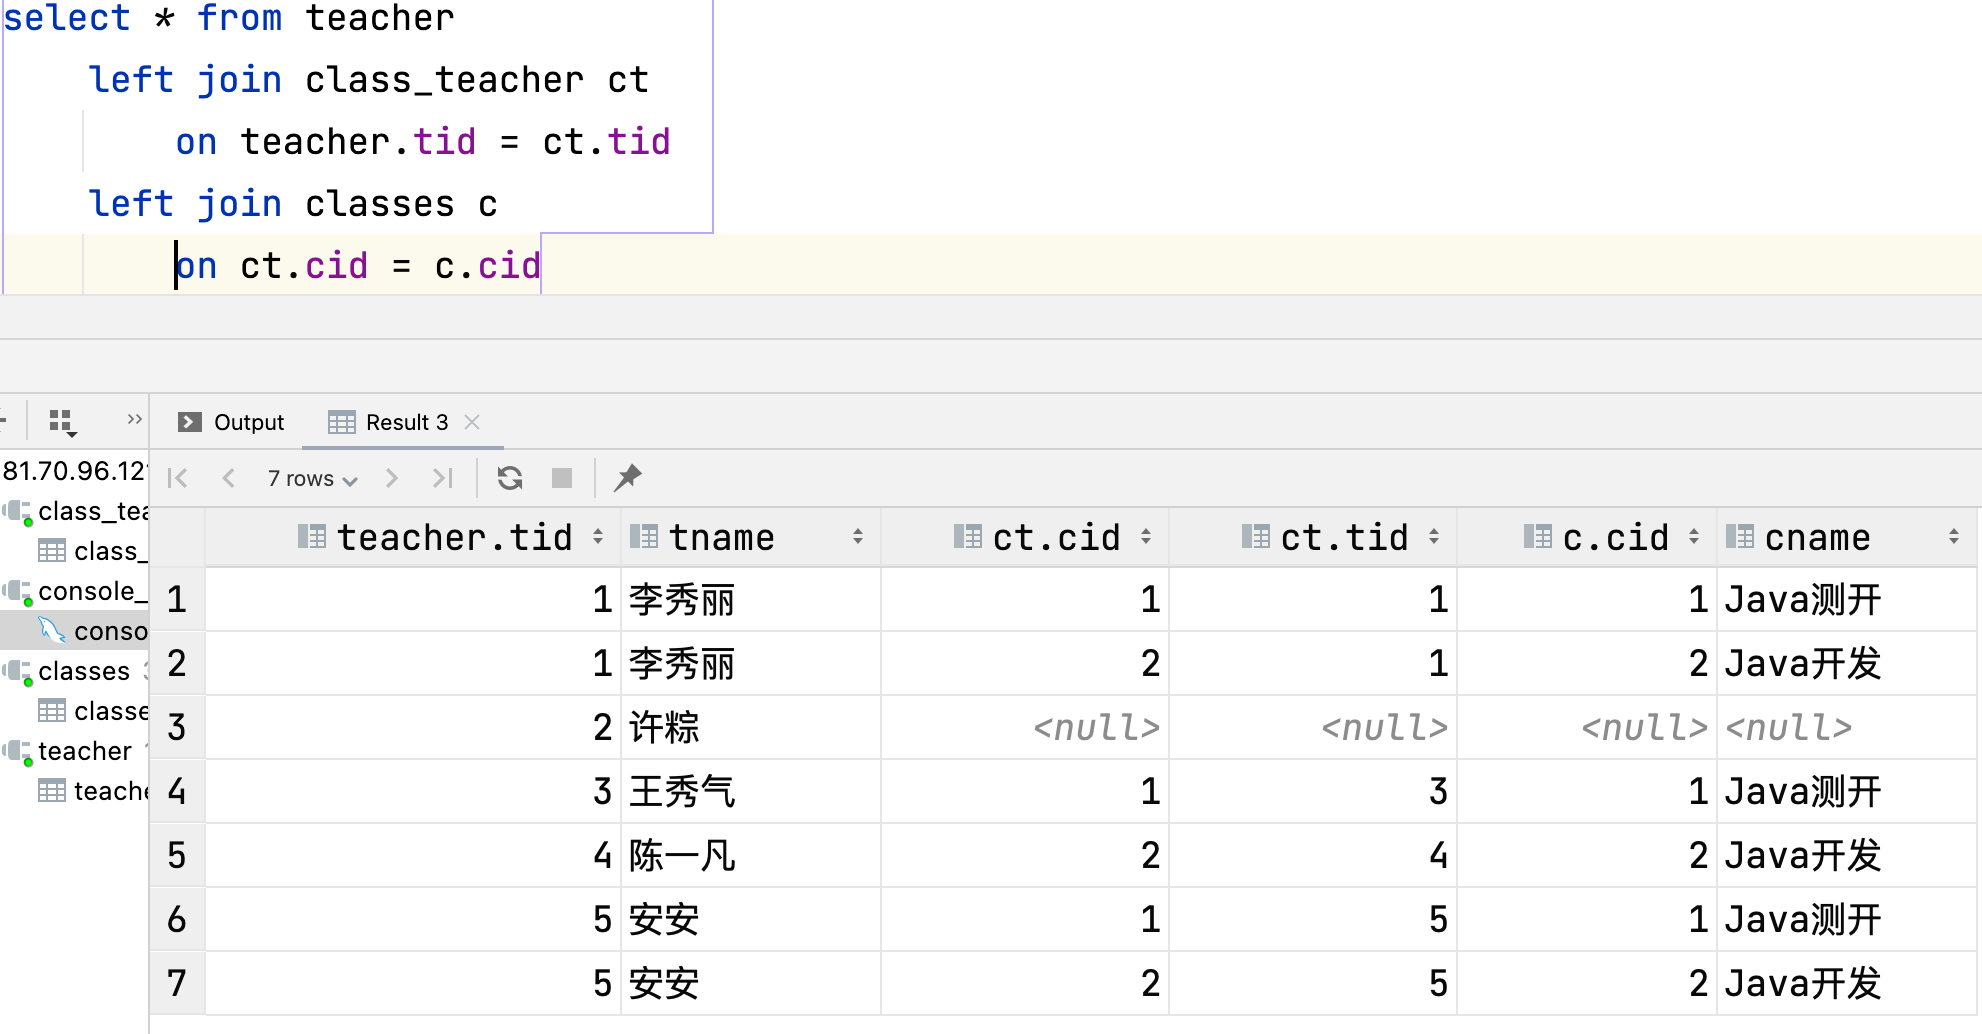 select * from teacher
left join class_teacher ct
on teacher.tid = ct.tid
left join classes c
on ct.cid = c.cid
Output Result 3
81.70.96.12
7 rows
class_tea
class_
console_
conso
classes
classe
teacher
teache
teacher.tid tname ct.cid ct.tid c.cid cname
1 1 李秀丽 1 1 1 Java测开
2 1 李秀丽 2 1 2 Java开发
3 2 许粽 <null> <null> <null> <null>
4 3 王秀气 1 3 1 Java测开
5 4 陈一凡 2 4 2 Java开发
6 5 安安 1 5 1 Java测开
7 5 安安 2 5 2 Java开发